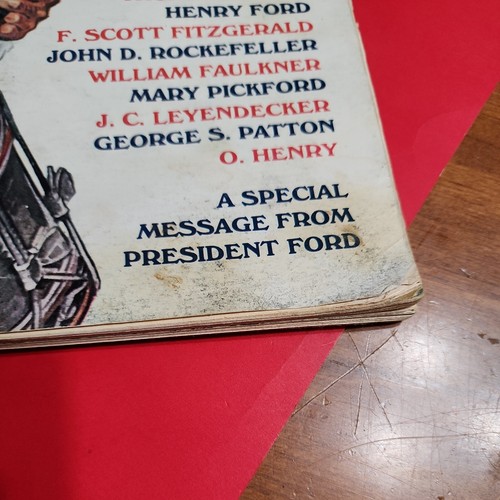 HENRY FORD
F. SCOTT FITZGERALD
JOHN D. ROCKEFELLER
WILLIAM FAULKNER
MARY PICKFORD
J. C. LEYENDECKER
GEORGE S. PATTON
O. HENRY
A SPECIAL
MESSAGE FROM
PRESIDENT FORD